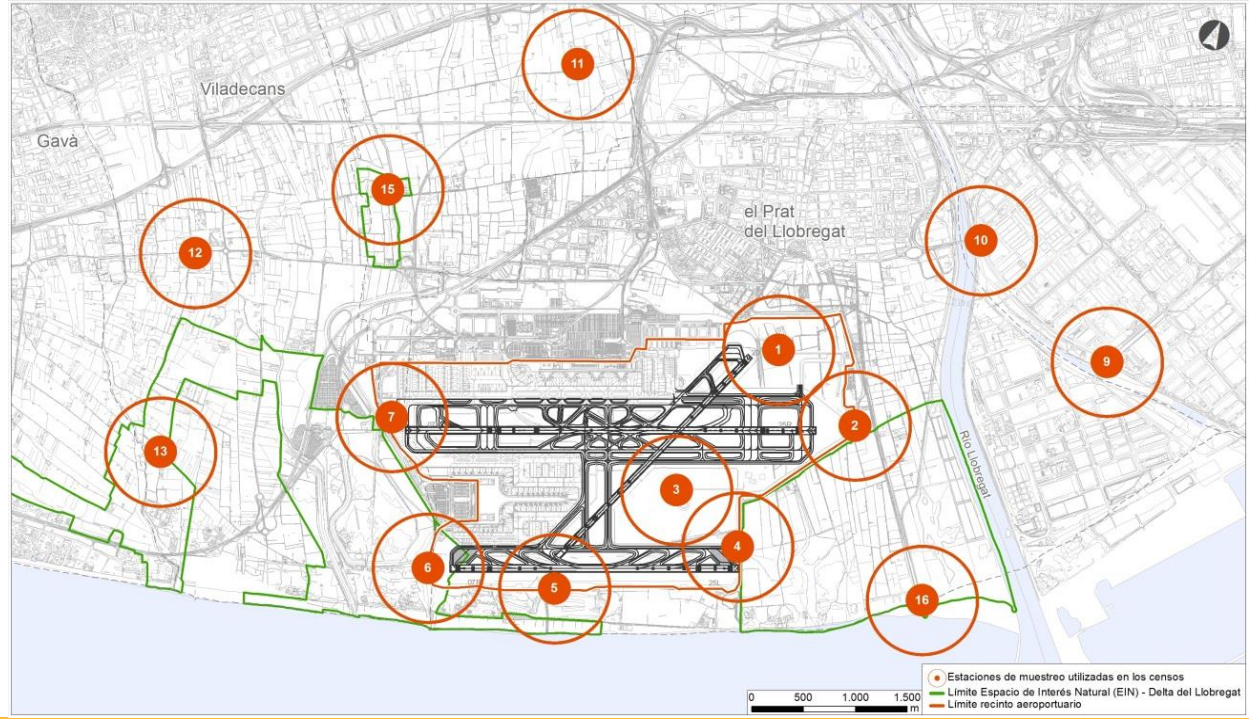 11
Viladecans
Gavà
15
el Prat
del Llobregat
12
10
1
9
7
2
13
Río Llobregat
3
4
6
5
07R
25L
16
Estaciones de muestreo utilizadas en los censos
Límite Espacio de Interés Natural (EIN) - Delta del Llobregat
Límite recinto aeroportuario
0 500 1.000 1.500
m